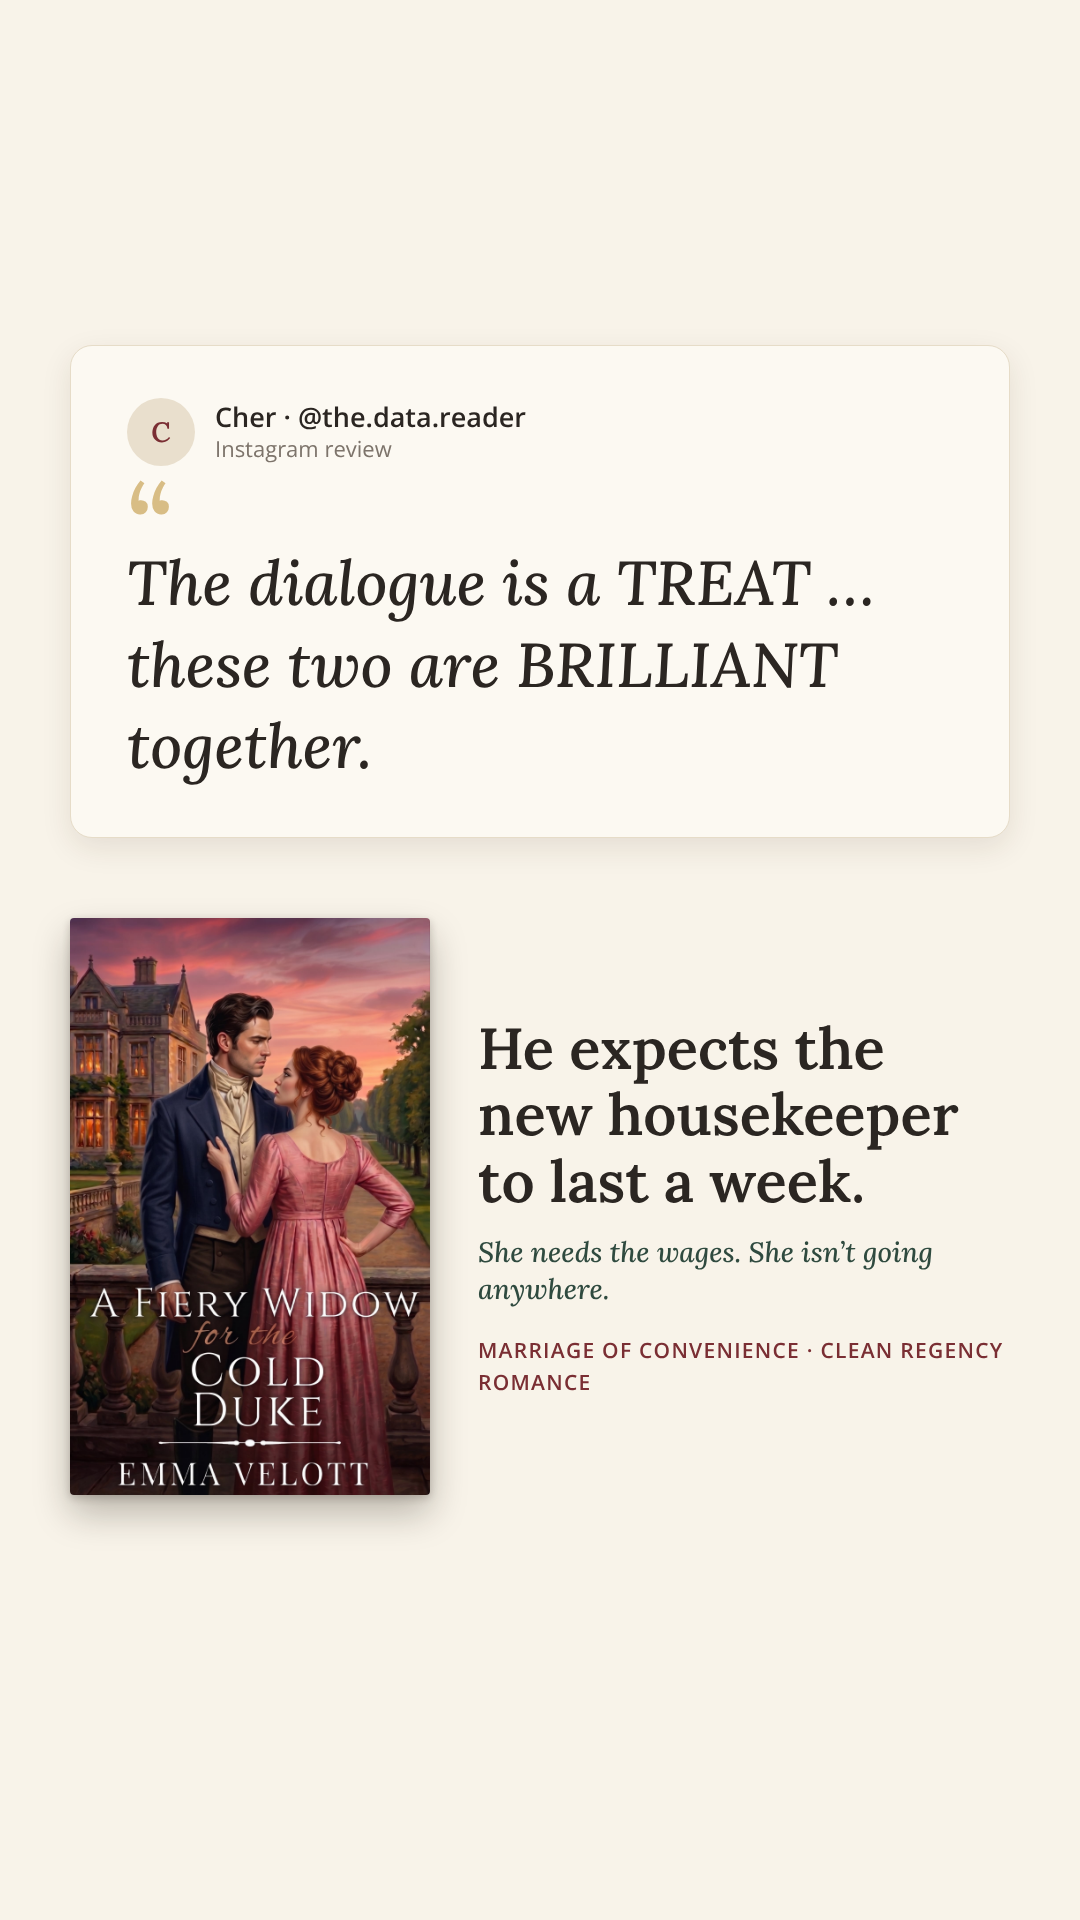 C
Cher · @the.data.reader
Instagram review
“
The dialogue is a TREAT …
these two are BRILLIANT
together.
A FIERY WIDOW
for the
COLD
DUKE
EMMA VELOTT
He expects the
new housekeeper
to last a week.
She needs the wages. She isn’t going
anywhere.
MARRIAGE OF CONVENIENCE · CLEAN REGENCY
ROMANCE